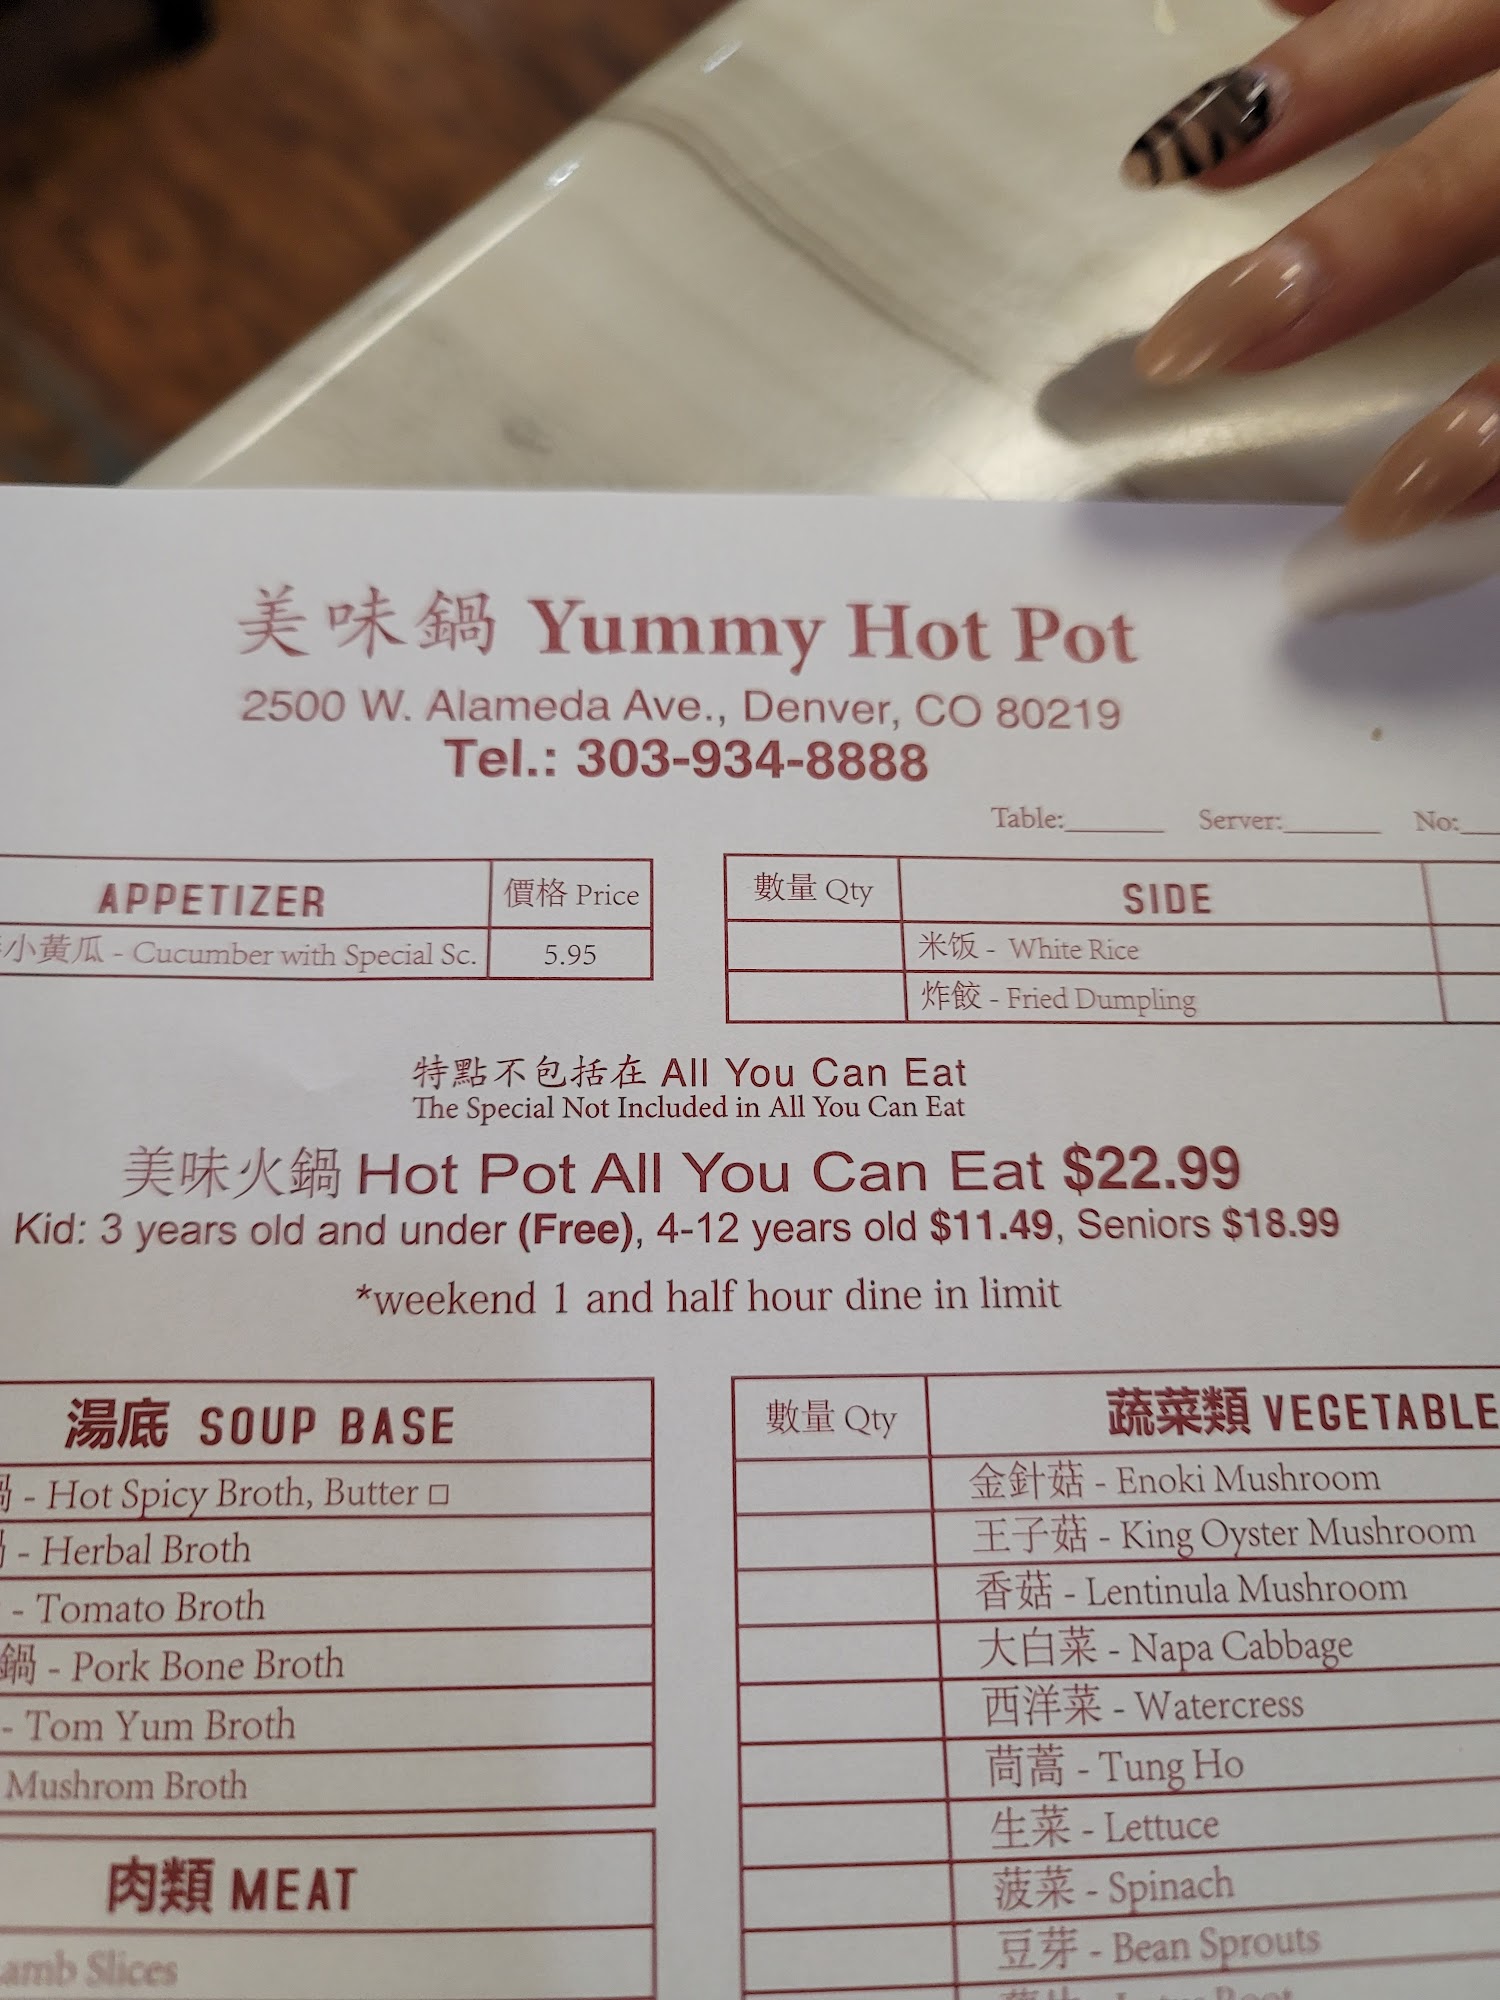 美味鍋 Yummy Hot Pot
2500 W. Alameda Ave., Denver, CO 80219
Tel.: 303-934-8888
Table:______ Server:______ No:__
APPETIZER 價格 Price
小黃瓜 - Cucumber with Special Sc. 5.95
數量 Qty SIDE
米饭 - White Rice
炸餃 - Fried Dumpling
特點不包括在 All You Can Eat
The Special Not Included in All You Can Eat
美味火鍋 Hot Pot All You Can Eat $22.99
Kid: 3 years old and under (Free), 4-12 years old $11.49, Seniors $18.99
*weekend 1 and half hour dine in limit
湯底 SOUP BASE
鍋 - Hot Spicy Broth, Butter □
- Herbal Broth
- Tomato Broth
鍋 - Pork Bone Broth
- Tom Yum Broth
Mushrom Broth
肉類 MEAT
Slices
數量 Qty 蔬菜類 VEGETABLE
金針菇 - Enoki Mushroom
王子菇 - King Oyster Mushroom
香菇 - Lentinula Mushroom
大白菜 - Napa Cabbage
西洋菜 - Watercress
茼蒿 - Tung Ho
生菜 - Lettuce
菠菜 - Spinach
豆芽 - Bean Sprouts